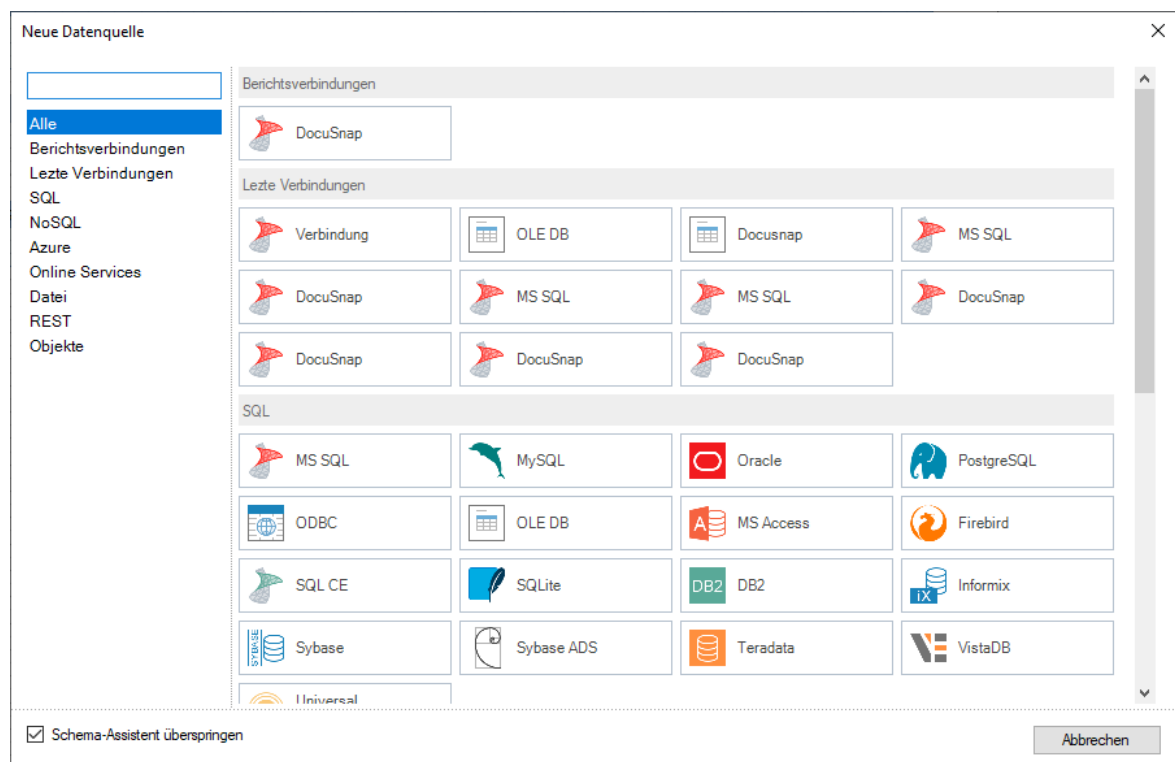 Neue Datenquelle
Alle
Berichtsverbindungen
Lezte Verbindungen
SQL
NoSQL
Azure
Online Services
Datei
REST
Objekte
Berichtsverbindungen
DocuSnap
Lezte Verbindungen
Verbindung OLE DB Docusnap MS SQL
DocuSnap MS SQL MS SQL DocuSnap
DocuSnap DocuSnap DocuSnap
SQL
MS SQL MySQL Oracle PostgreSQL
ODBC OLE DB A MS Access Firebird
SQL CE SQLite DB2 DB2 iX Informix
SYBASE Sybase Sybase ADS Teradata VistaDB
Universal
Schema-Assistent überspringen
Abbrechen